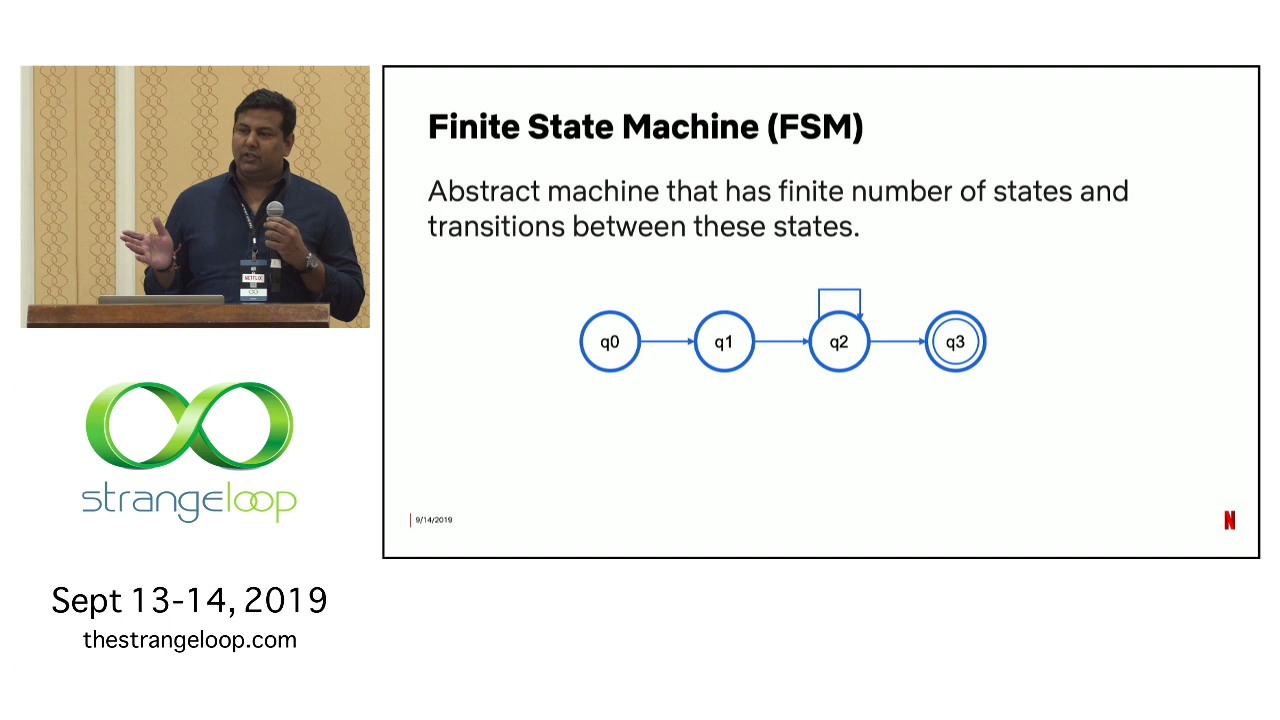 Finite State Machine (FSM)
Abstract machine that has finite number of states and
transitions between these states.
q0
q1
q2
q3
9/14/2019
N
NETFLIX
strangeloop
Sept 13-14, 2019
thestrangeloop.com